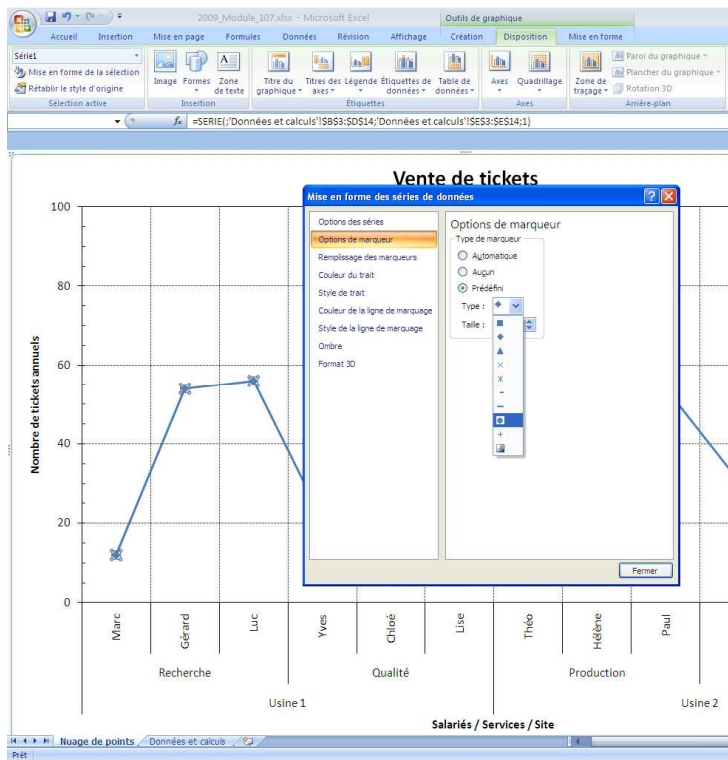 2009_Module_107.xlsx - Microsoft Excel
Outils de graphique
Accueil Insertion Mise en page Formules Données Révision Affichage Création Disposition Mise en forme
Série1
Mise en forme de la sélection
Rétablir le style d'origine
Sélection active
Image Formes Zone de texte
Insertion
Titre du graphique Titres des axes Légende Étiquettes de données Table de données
Étiquettes
Axes Quadrillage
Axes
Zone de traçage
Paroi du graphique
Plancher du graphique
Rotation 3D
Arrière-plan
fx =SERIE(;'Données et calculs'!$B$3:$D$14;'Données et calculs'!$E$3:$E$14;1)
Vente de tickets
Mise en forme des séries de données
Options des séries
Options de marqueur
Remplissage des marqueurs
Couleur du trait
Style de trait
Couleur de la ligne de marquage
Style de la ligne de marquage
Ombre
Format 3D
Options de marqueur
Type de marqueur
Automatique
Aucun
Prédéfini
Type :
Taille :
Fermer
Nombre de tickets annuels
100
80
60
40
20
0
Marc Gérard Luc Yves Chloé Lise Théo Hélène Paul
Recherche Qualité Production
Usine 1 Usine 2
Salariés / Services / Site
Nuage de points Données et calculs
Prêt